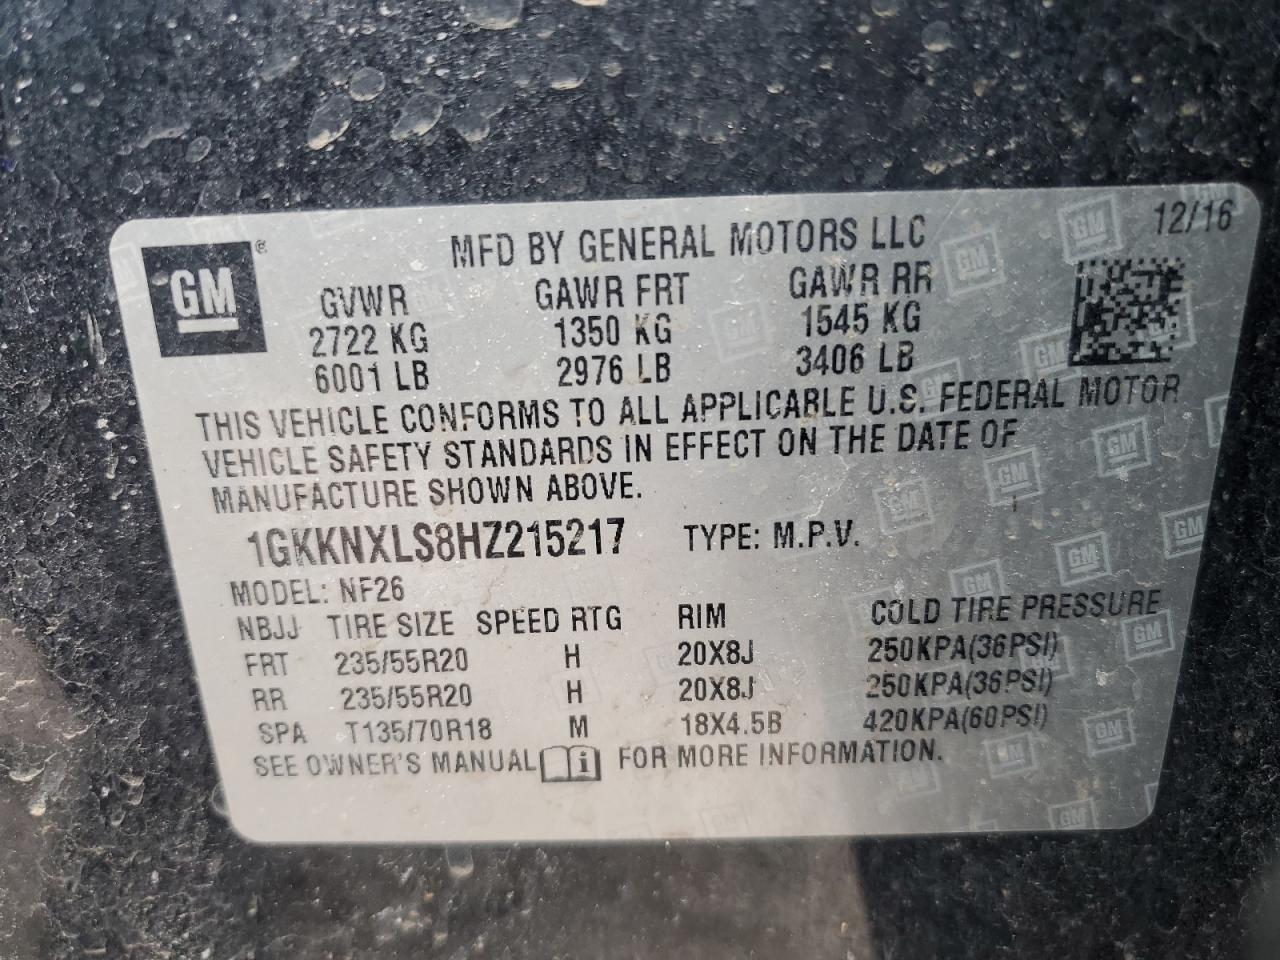 GM ®
MFD BY GENERAL MOTORS LLC 12/16
GVWR GAWR FRT GAWR RR
2722 KG 1350 KG 1545 KG
6001 LB 2976 LB 3406 LB
THIS VEHICLE CONFORMS TO ALL APPLICABLE U.S. FEDERAL MOTOR
VEHICLE SAFETY STANDARDS IN EFFECT ON THE DATE OF
MANUFACTURE SHOWN ABOVE.
1GKKNXLS8HZ215217 TYPE: M.P.V.
MODEL: NF26
NBJJ TIRE SIZE SPEED RTG RIM COLD TIRE PRESSURE
FRT 235/55R20 H 20X8J 250KPA(36PSI)
RR 235/55R20 H 20X8J 250KPA(36PSI)
SPA T135/70R18 M 18X4.5B 420KPA(60PSI)
SEE OWNER'S MANUAL i FOR MORE INFORMATION.